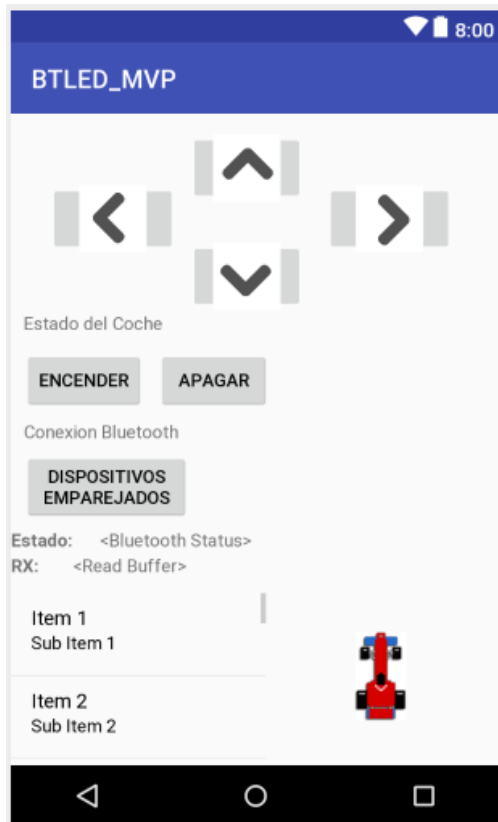 8:00
BTLED_MVP
Estado del Coche
ENCENDER APAGAR
Conexion Bluetooth
DISPOSITIVOS
EMPAREJADOS
Estado: <Bluetooth Status>
RX: <Read Buffer>
Item 1
Sub Item 1
Item 2
Sub Item 2